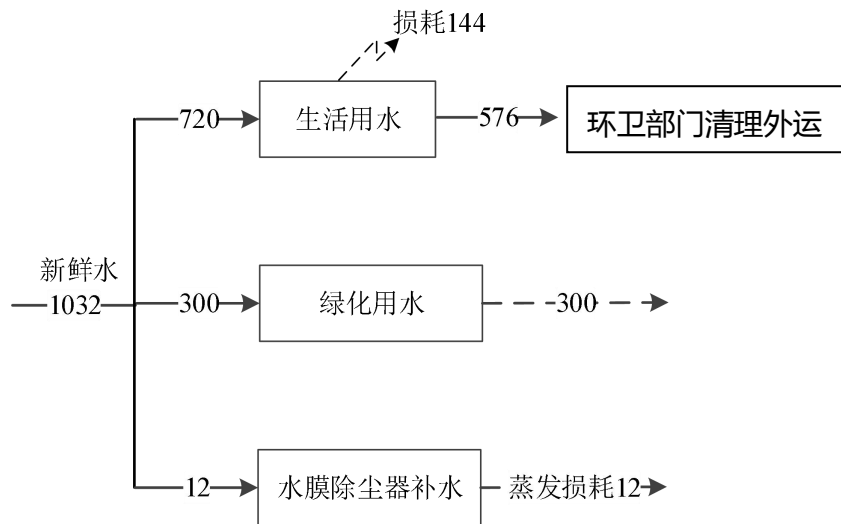 损耗144
720
生活用水
576
环卫部门清理外运
新鲜水
1032
300
绿化用水
300
12
水膜除尘器补水
蒸发损耗12